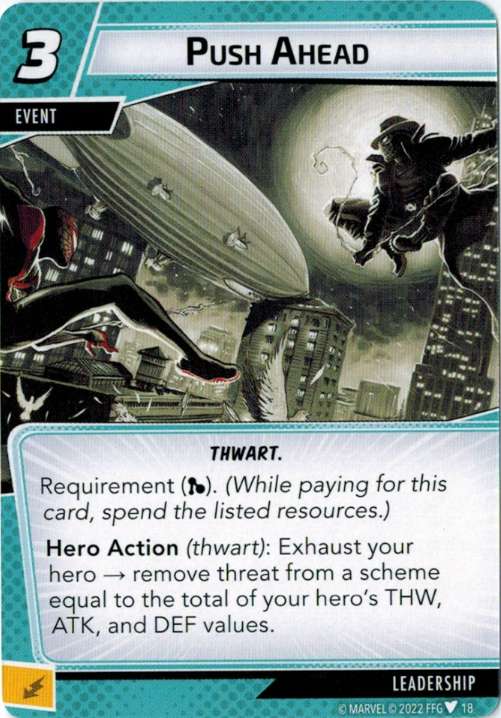 3
PUSH AHEAD
EVENT
THWART.
Requirement (). (While paying for this
card, spend the listed resources.)
Hero Action (thwart): Exhaust your
hero → remove threat from a scheme
equal to the total of your hero's THW,
ATK, and DEF values.
LEADERSHIP
© MARVEL © 2022 FFG 18